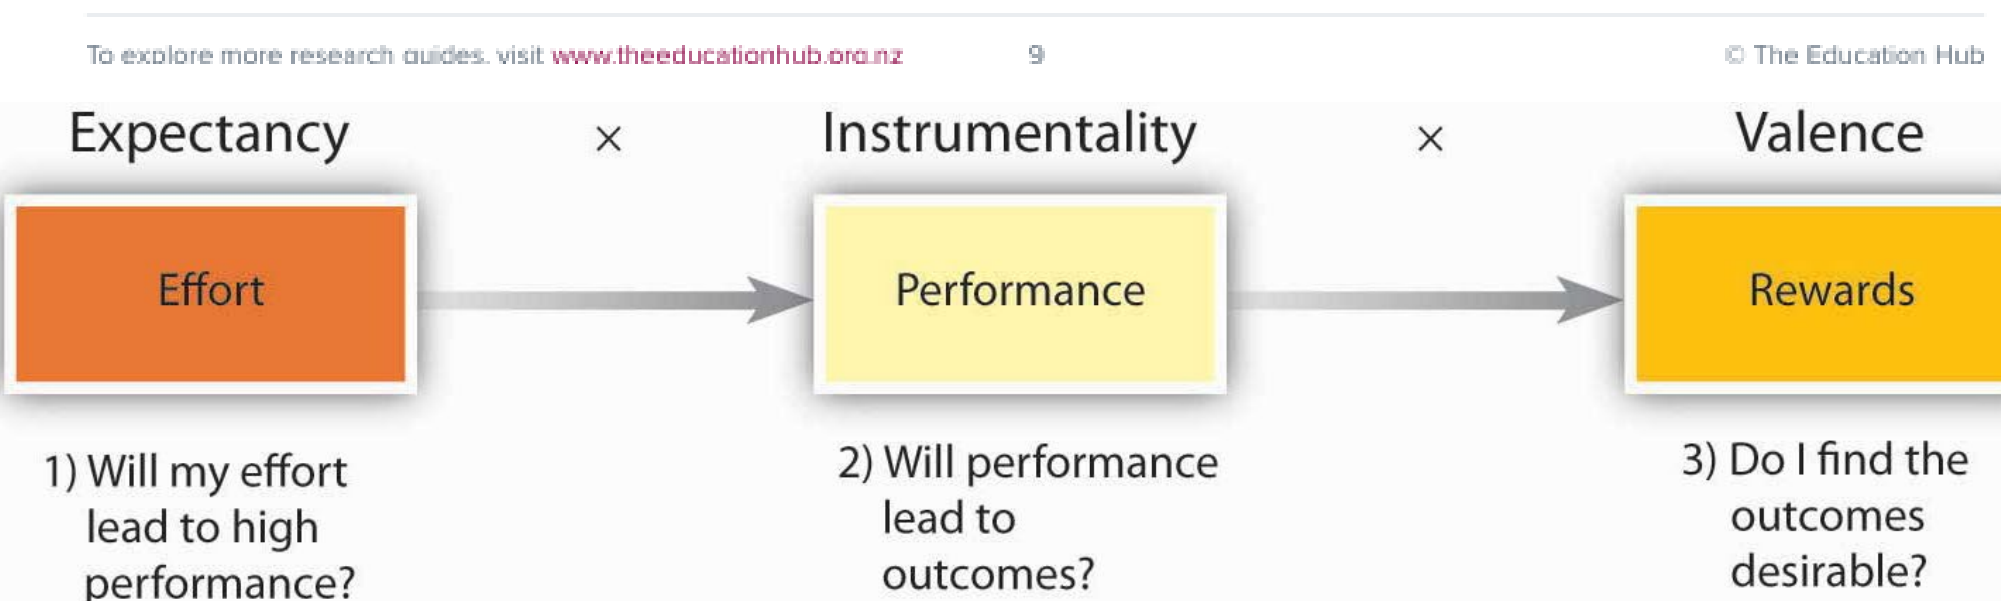 To explore more research guides, visit www.theeducationhub.org.nz 9 © The Education Hub
Expectancy × Instrumentality × Valence
Effort Performance Rewards
1) Will my effort
lead to high
performance?
2) Will performance
lead to
outcomes?
3) Do I find the
outcomes
desirable?